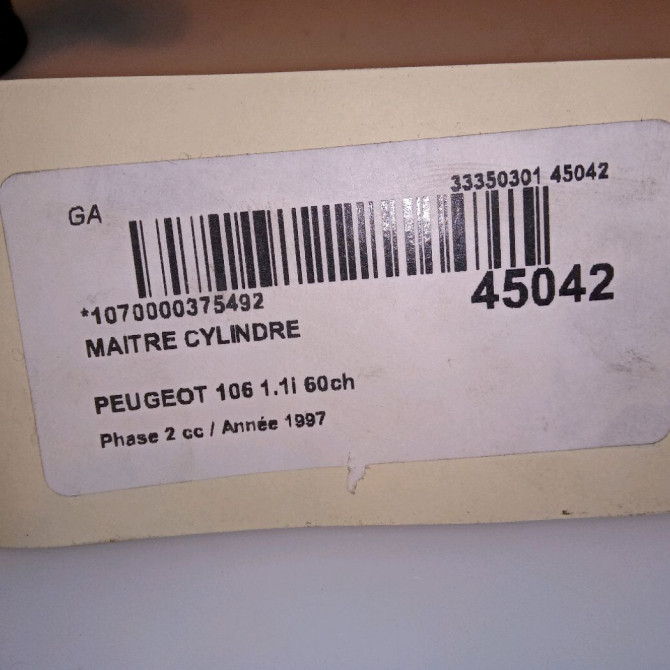 33350301 45042
GA
*1070000375492
45042
MAITRE CYLINDRE
PEUGEOT 106 1.1i 60ch
Phase 2 cc / Année 1997